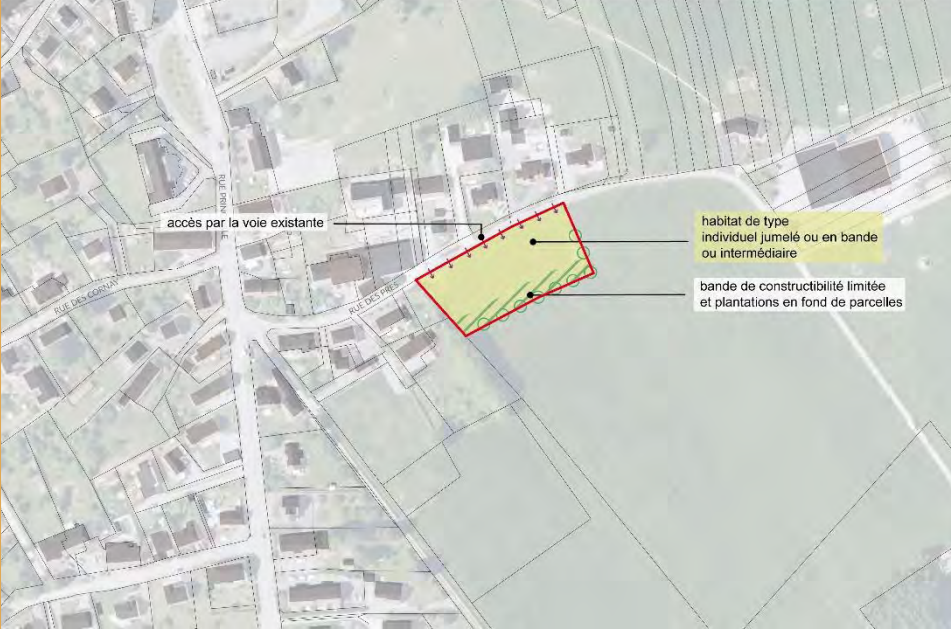 RUE PRINCIPALE
accès par la voie existante
habitat de type
individuel jumelé ou en bande
ou intermédiaire
RUE DES CORNAY
RUE DES PRES
bande de constructibilité limitée
et plantations en fond de parcelles